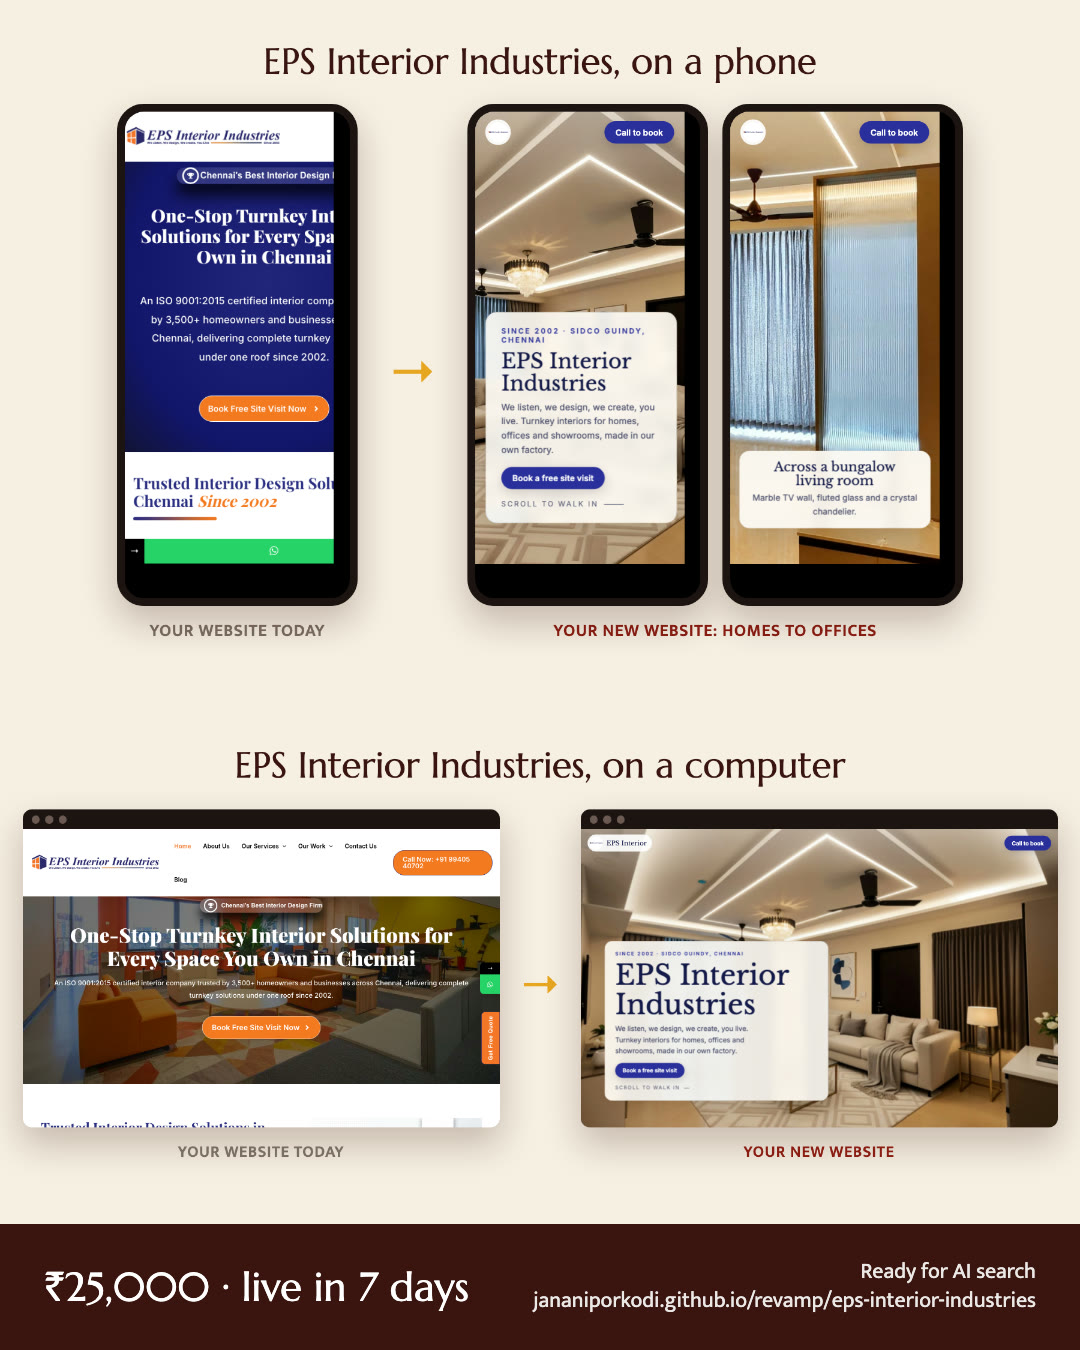 EPS Interior Industries, on a phone
EPS Interior Industries
Chennai's Best Interior Design
One-Stop Turnkey Int
Solutions for Every Spa
Own in Chennai
An ISO 9001:2015 certified interior comp
by 3,500+ homeowners and businesse
Chennai, delivering complete turnkey
under one roof since 2002.
Book Free Site Visit Now
Trusted Interior Design Solu
Chennai Since 2002
YOUR WEBSITE TODAY
Call to book
SINCE 2002 · SIDCO GUINDY,
CHENNAI
EPS Interior
Industries
We listen, we design, we create, you
live. Turnkey interiors for homes,
offices and showrooms, made in our
own factory.
Book a free site visit
SCROLL TO WALK IN
Call to book
Across a bungalow
living room
Marble TV wall, fluted glass and a crystal
chandelier.
YOUR NEW WEBSITE: HOMES TO OFFICES
EPS Interior Industries, on a computer
EPS Interior Industries
Home About Us Our Services Our Work Contact Us
Blog
Call Now: +91 99405
40702
Chennai's Best Interior Design Firm
One-Stop Turnkey Interior Solutions for
Every Space You Own in Chennai
An ISO 9001:2015 certified interior company trusted by 3,500+ homeowners and businesses across Chennai, delivering complete
turnkey solutions under one roof since 2002.
Book Free Site Visit Now
Get Free Quote
Trusted Interior Design Solutions in
YOUR WEBSITE TODAY
EPS Interior
Call to book
SINCE 2002 · SIDCO GUINDY, CHENNAI
EPS Interior
Industries
We listen, we design, we create, you live.
Turnkey interiors for homes, offices and
showrooms, made in our own factory.
Book a free site visit
SCROLL TO WALK IN
YOUR NEW WEBSITE
₹25,000 · live in 7 days
Ready for AI search
jananiporkodi.github.io/revamp/eps-interior-industries